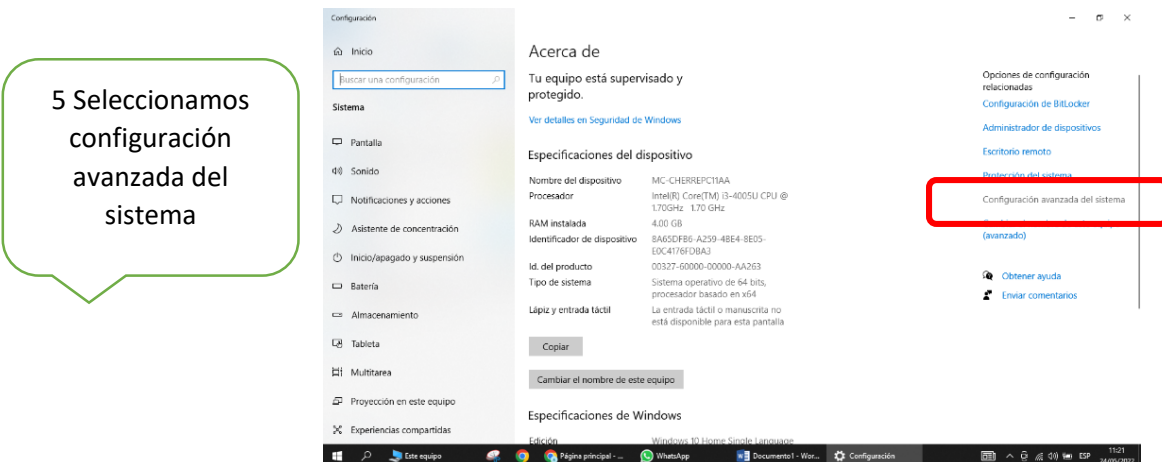 5 Seleccionamos
configuración
avanzada del
sistema
Configuración
Inicio
Buscar una configuración
Sistema
Pantalla
Sonido
Notificaciones y acciones
Asistente de concentración
Inicio/apagado y suspensión
Batería
Almacenamiento
Tableta
Multitarea
Proyección en este equipo
Experiencias compartidas
Acerca de
Tu equipo está supervisado y
protegido.
Ver detalles en Seguridad de Windows
Especificaciones del dispositivo
Nombre del dispositivo MC-CHERREPC11AA
Procesador Intel(R) Core(TM) i3-4005U CPU @
1.70GHz 1.70 GHz
RAM instalada 4.00 GB
Identificador de dispositivo 8A65DFB6-A259-4BE4-8E05-
E0C4176FDBA3
Id. del producto 00327-60000-00000-AA263
Tipo de sistema Sistema operativo de 64 bits,
procesador basado en x64
Lápiz y entrada táctil La entrada táctil o manuscrita no
está disponible para esta pantalla
Copiar
Cambiar el nombre de este equipo
Especificaciones de Windows
Edición Windows 10 Home Single Language
Opciones de configuración
relacionadas
Configuración de BitLocker
Administrador de dispositivos
Escritorio remoto
Protección del sistema
Configuración avanzada del sistema
(avanzado)
Obtener ayuda
Enviar comentarios
Este equipo
Página principal - ...
WhatsApp
Documento1 - Wor...
Configuración
ESP
11:21
24/05/2022